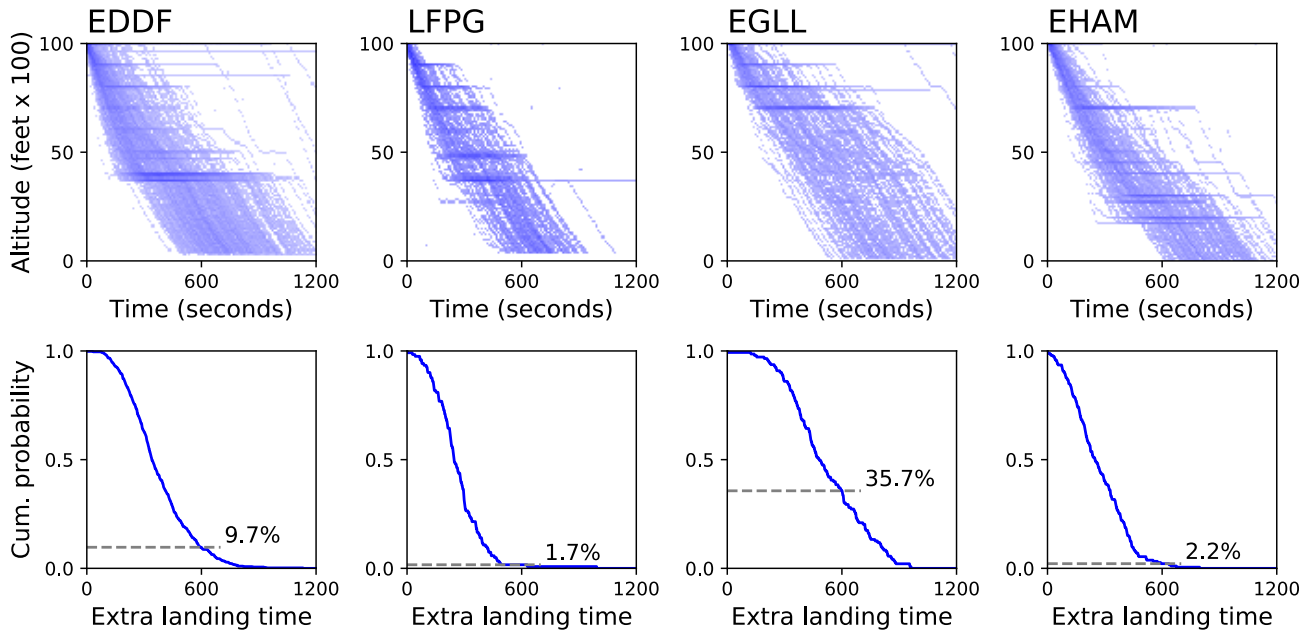 EDDF LFPG EGLL EHAM
Altitude (feet x 100)
100 100 100 100
50 50 50 50
0 0 0 0
0 600 1200 0 600 1200 0 600 1200 0 600 1200
Time (seconds) Time (seconds) Time (seconds) Time (seconds)
Cum. probability
1.0 1.0 1.0 1.0
0.5 0.5 0.5 0.5
35.7%
9.7% 1.7% 2.2%
0.0 0.0 0.0 0.0
0 600 1200 0 600 1200 0 600 1200 0 600 1200
Extra landing time Extra landing time Extra landing time Extra landing time